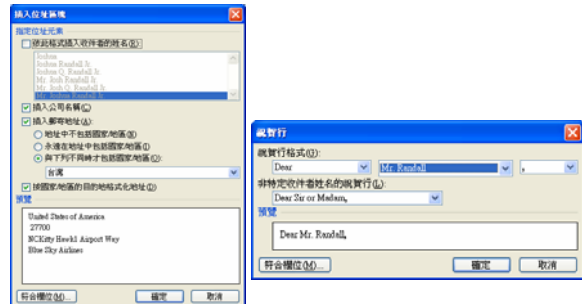 插入位址區塊
指定位址元素
依此格式插入收件者的姓名(R)
Joshua
Joshua Randall Jr.
Joshua Q. Randall Jr.
Mr. Josh Randall Jr.
Mr. Josh Q. Randall Jr.
Mr. Joshua Randall Jr.
插入公司名稱(C)
插入郵寄地址(A):
地址中不包括國家/地區(N)
永遠在地址中包括國家/地區(I)
與下列不同時才包括國家/地區(O):
台灣
按國家/地區的目的地格式化地址(D)
預覽
United States of America
27700
NCKitty Hawk1 Airport Way
Blue Sky Airlines
符合欄位(M)...
確定
取消
祝賀行
祝賀行格式(G):
Dear
Mr. Randall
,
非特定收件者姓名的祝賀行(L):
Dear Sir or Madam,
預覽
Dear Mr. Randall,
符合欄位(M)...
確定
取消